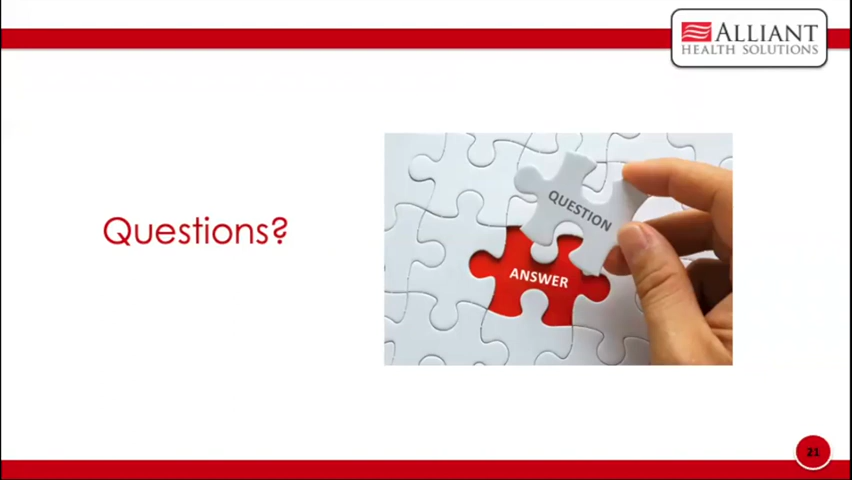 ALLIANT
HEALTH SOLUTIONS
Questions?
QUESTION
ANSWER
21